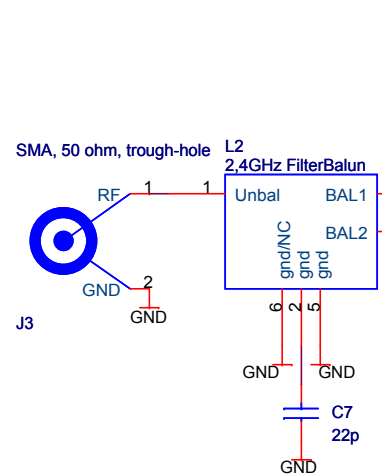 SMA, 50 ohm, trough-hole
L2
2,4GHz FilterBalun
RF
1
1
Unbal
BAL1
BAL2
gnd/NC
gnd
gnd
GND
2
GND
J3
6
2
5
GND
GND
C7
22p
GND